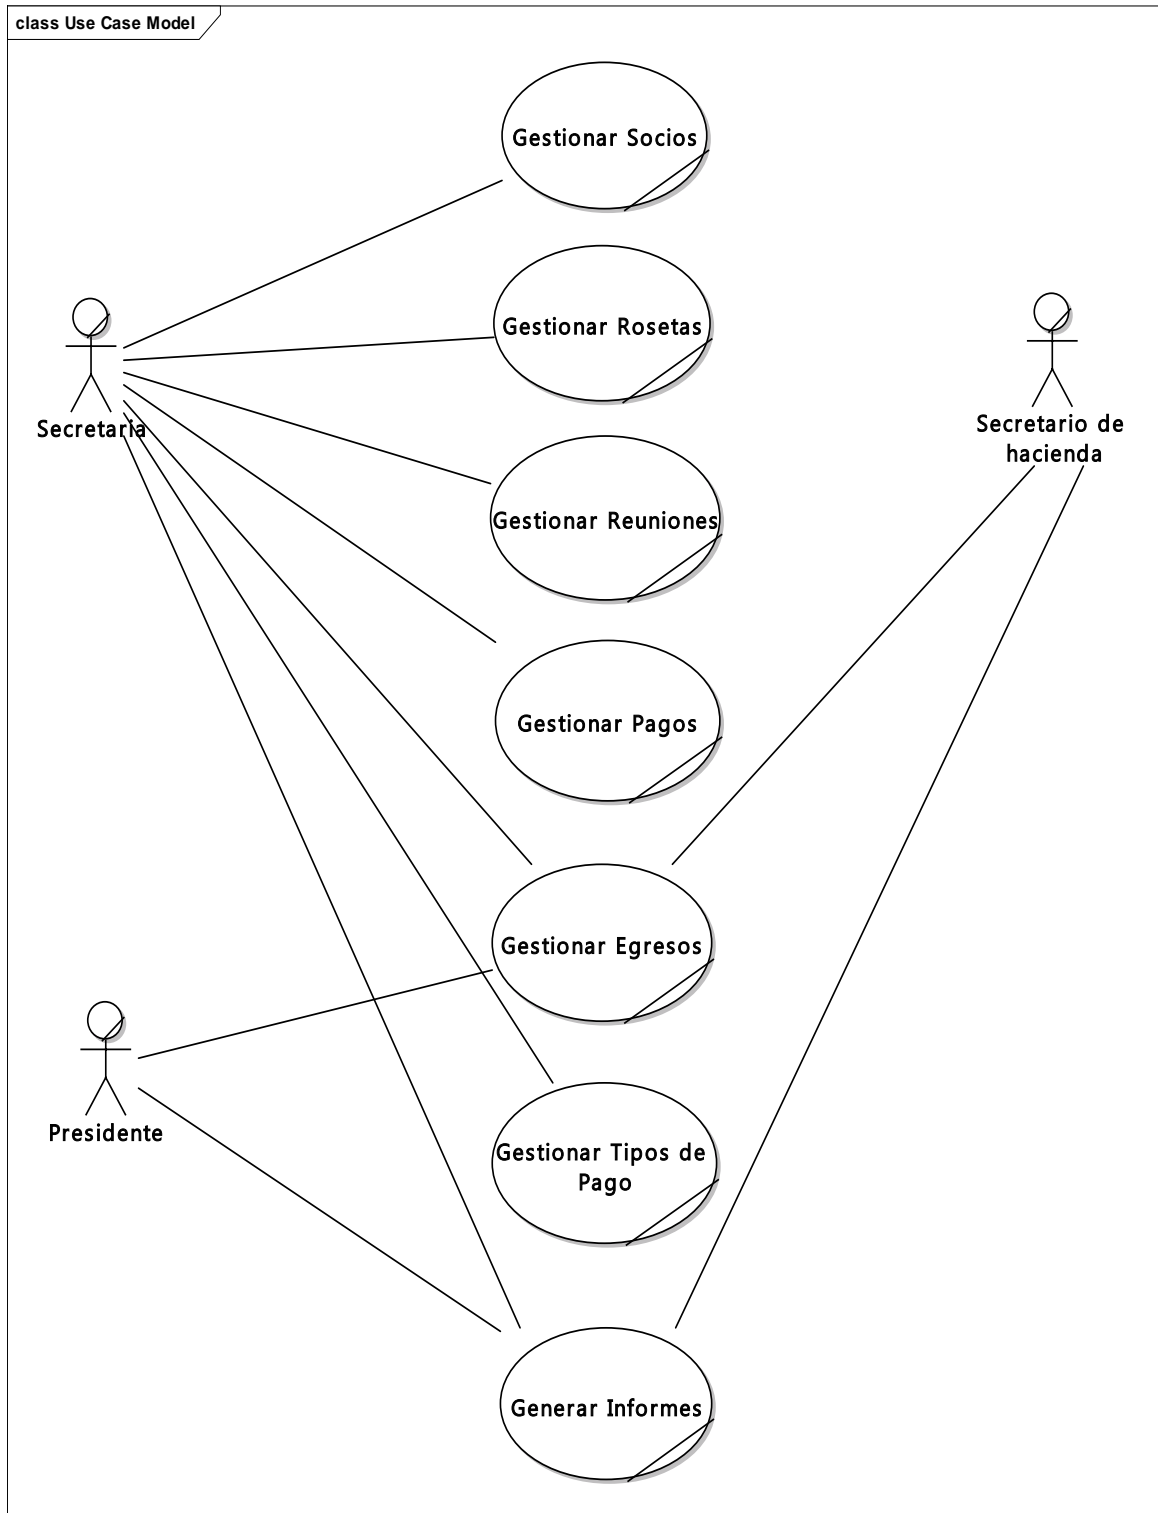 class Use Case Model
Gestionar Socios
Gestionar Rosetas
Secretaria
Secretario de
hacienda
Gestionar Reuniones
Gestionar Pagos
Gestionar Egresos
Presidente
Gestionar Tipos de
Pago
Generar Informes